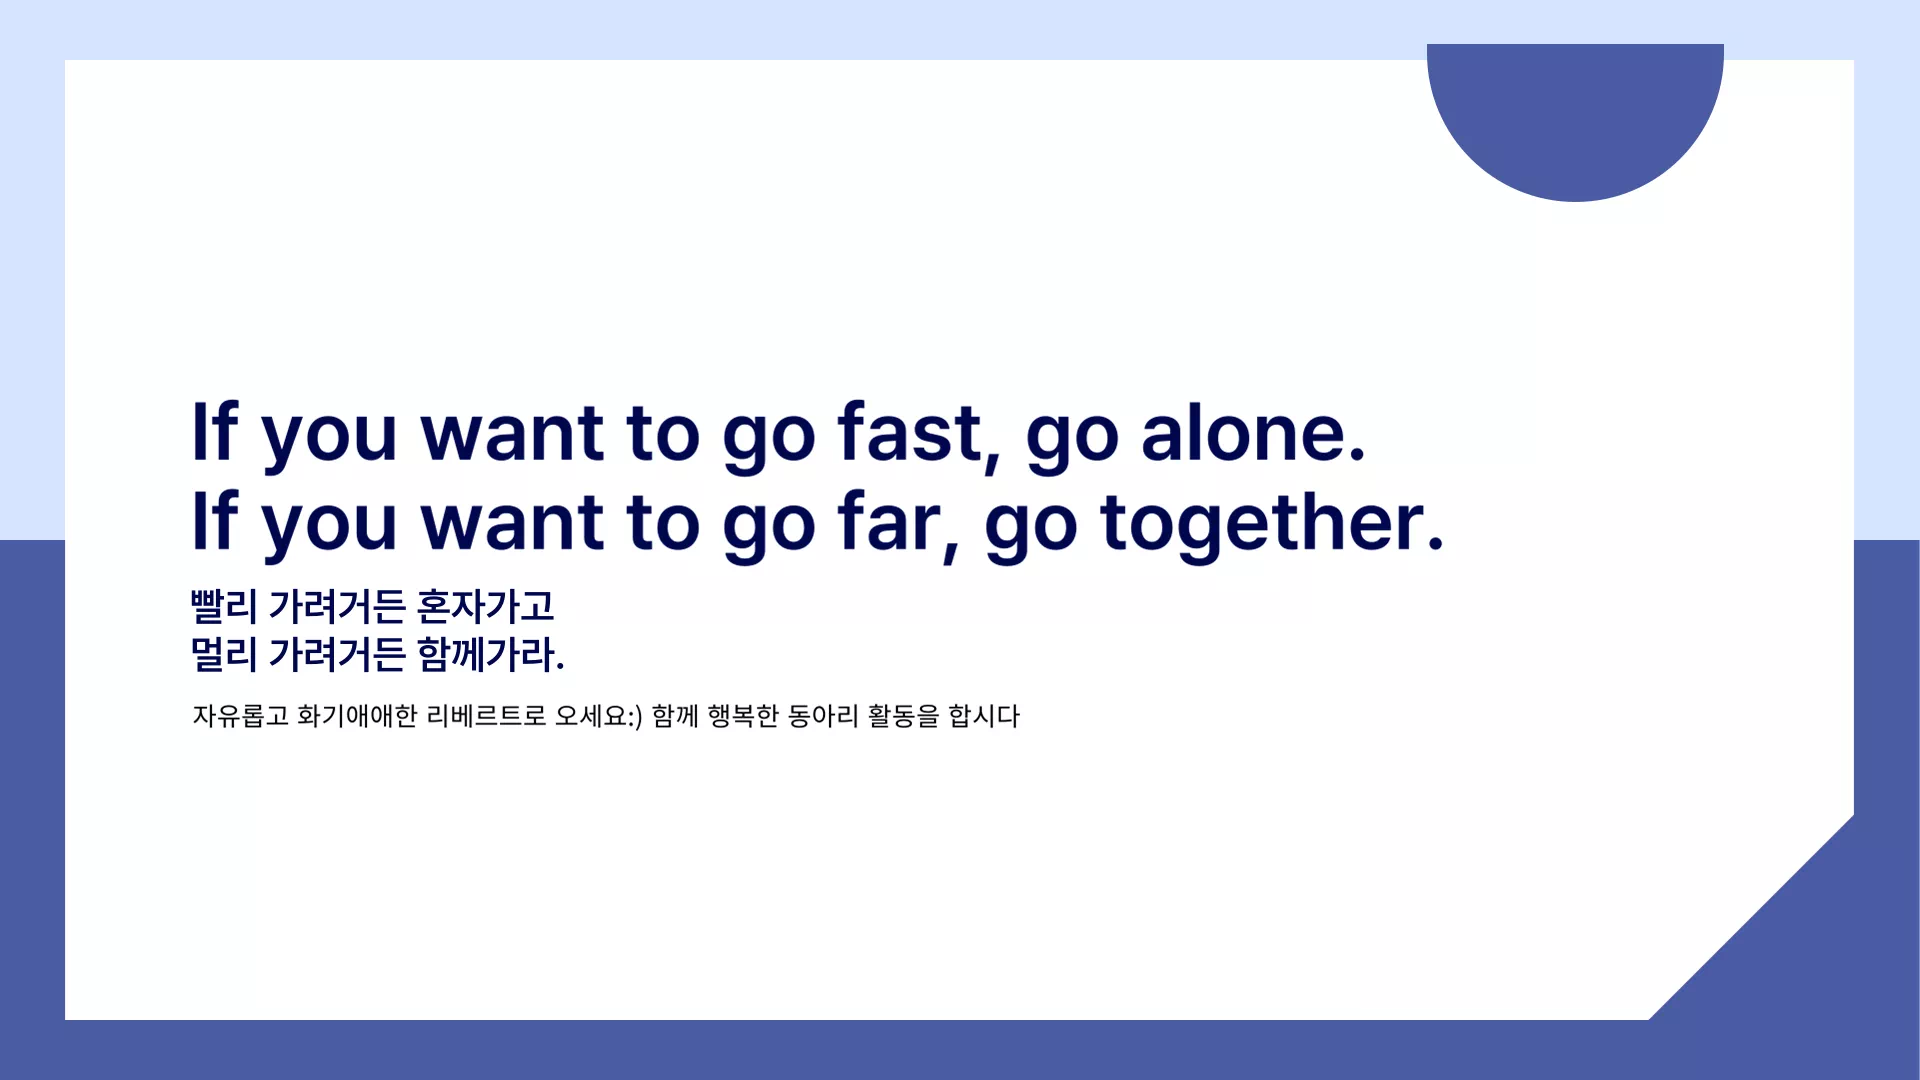 If you want to go fast, go alone.
If you want to go far, go together.
빨리 가려거든 혼자가고
멀리 가려거든 함께가라.
자유롭고 화기애애한 리베르트로 오세요:) 함께 행복한 동아리 활동을 합시다